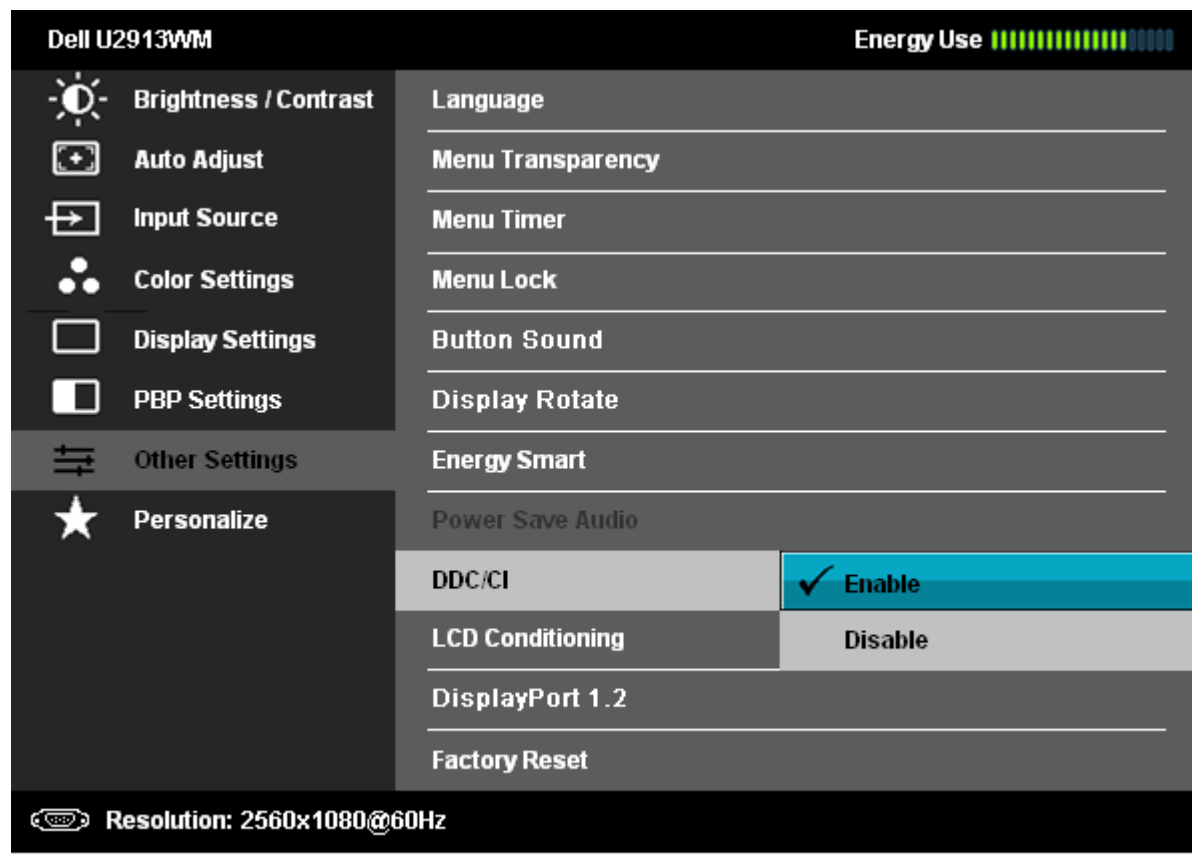 Dell U2913WM Energy Use
Brightness / Contrast Language
Auto Adjust Menu Transparency
Input Source Menu Timer
Color Settings Menu Lock
Display Settings Button Sound
PBP Settings Display Rotate
Other Settings Energy Smart
Personalize Power Save Audio
DDC/CI Enable
LCD Conditioning Disable
DisplayPort 1.2
Factory Reset
Resolution: 2560x1080@60Hz